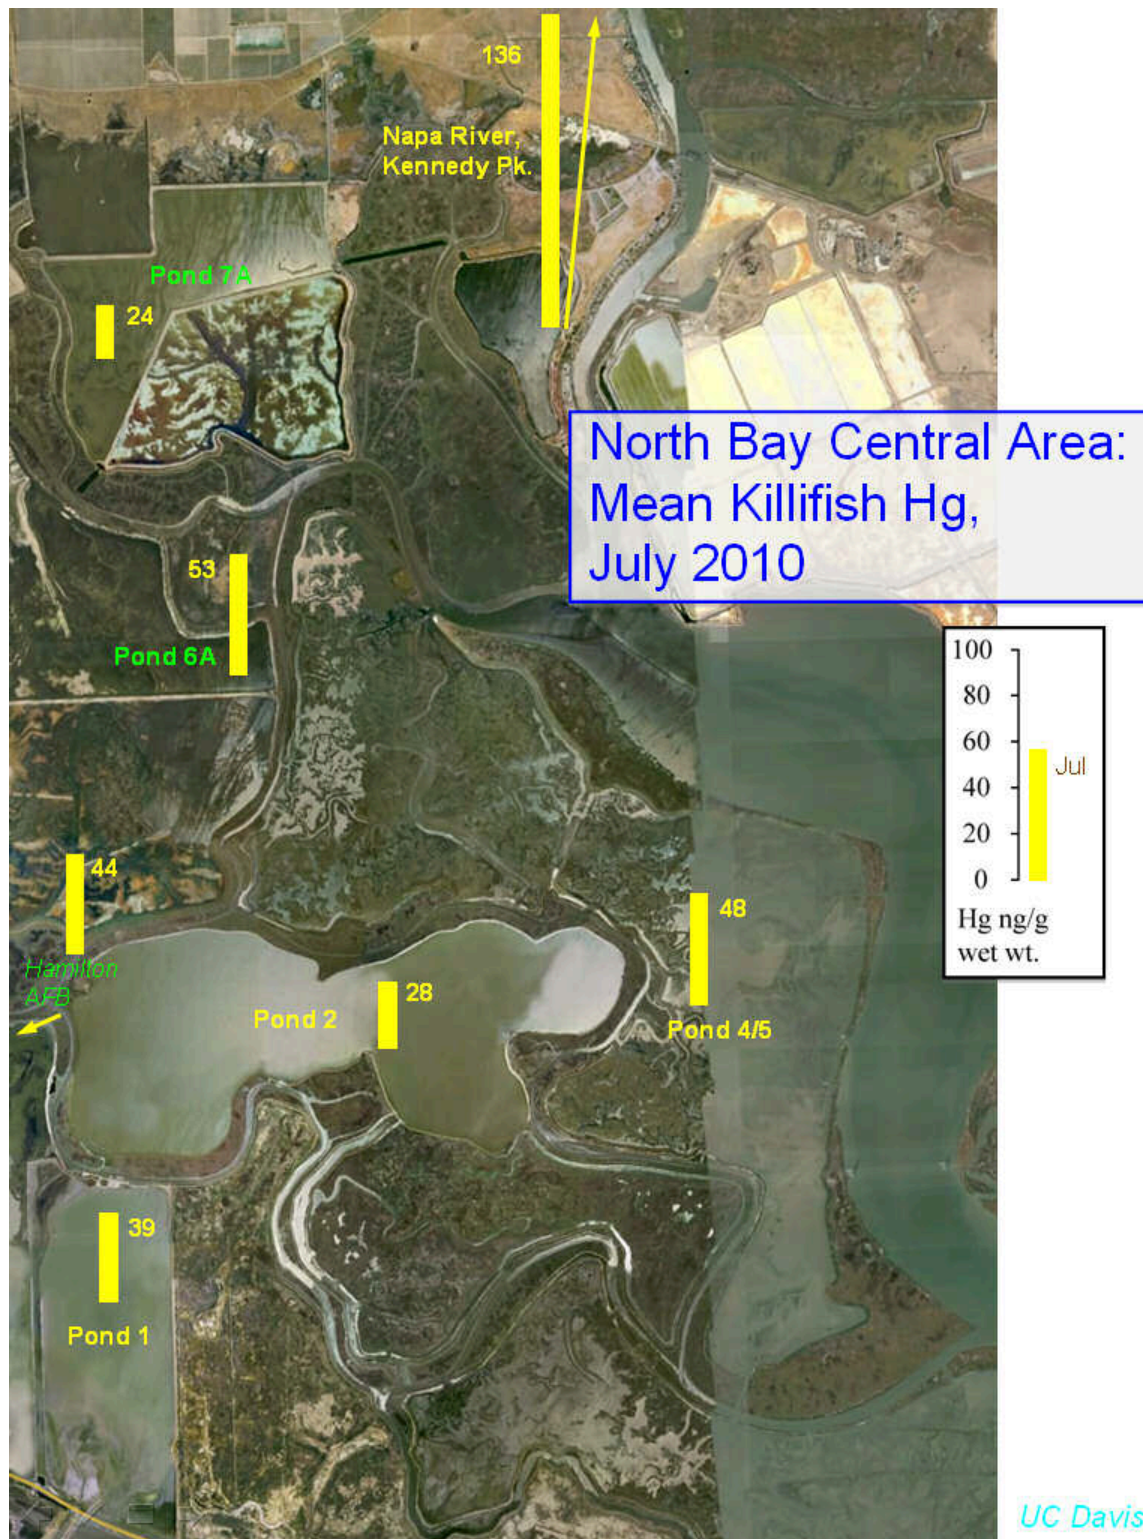 136
Napa River,
Kennedy Pk.
Pond 7A
24
North Bay Central Area:
Mean Killifish Hg,
July 2010
53
Pond 6A
100
80
60
40
20
0
Jul
Hg ng/g
wet wt.
44
Hamilton
AFB
48
Pond 4/5
28
Pond 2
39
Pond 1
UC Davis